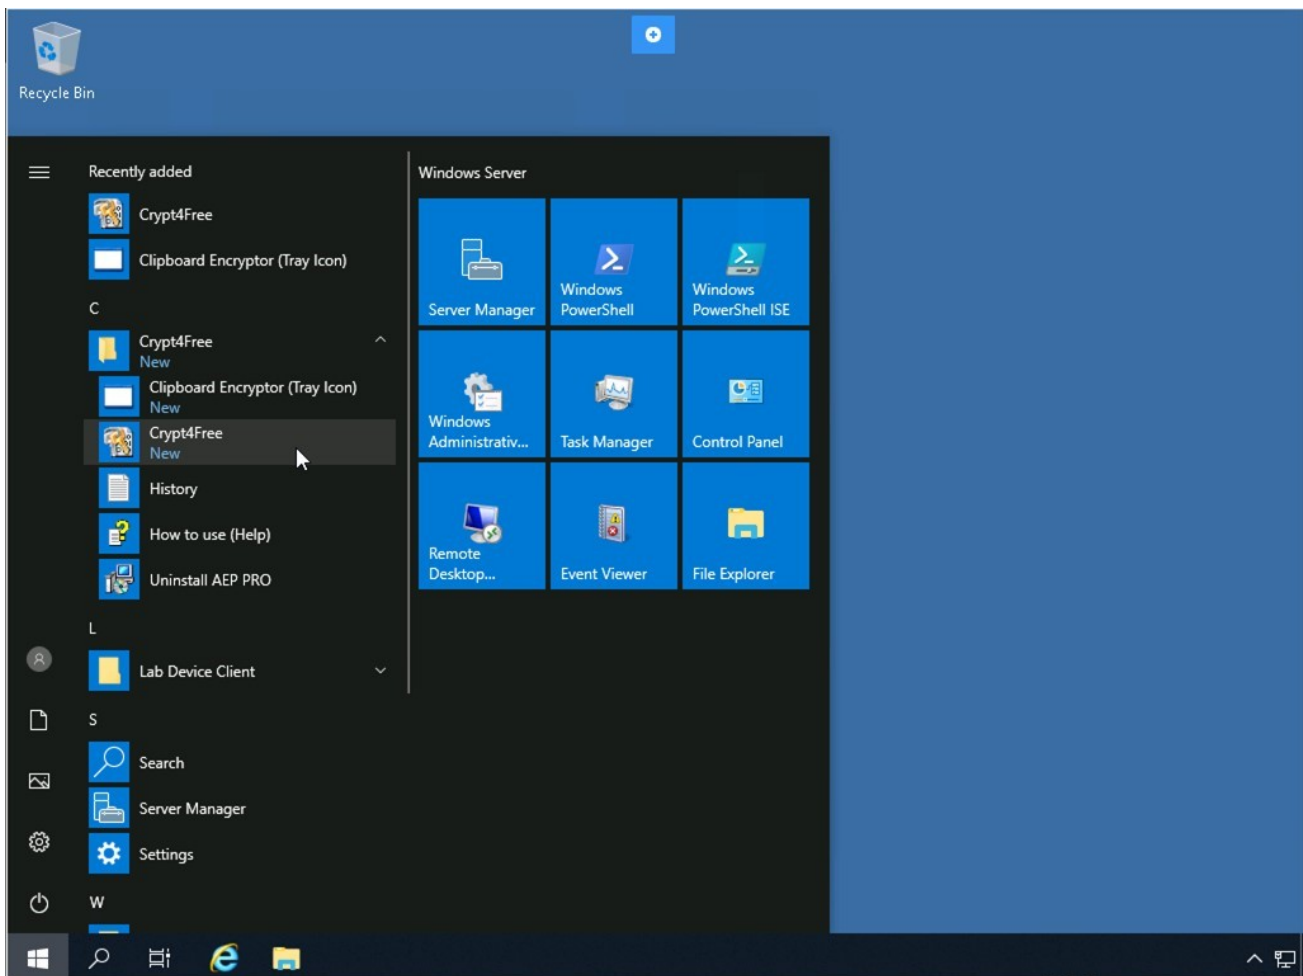 Recycle Bin
Recently added
Crypt4Free
Clipboard Encryptor (Tray Icon)
C
Crypt4Free
New
Clipboard Encryptor (Tray Icon)
New
Crypt4Free
New
History
How to use (Help)
Uninstall AEP PRO
L
Lab Device Client
S
Search
Server Manager
Settings
W
Windows Server
Server Manager
Windows
PowerShell
Windows
PowerShell ISE
Windows
Administrativ...
Task Manager
Control Panel
Remote
Desktop...
Event Viewer
File Explorer